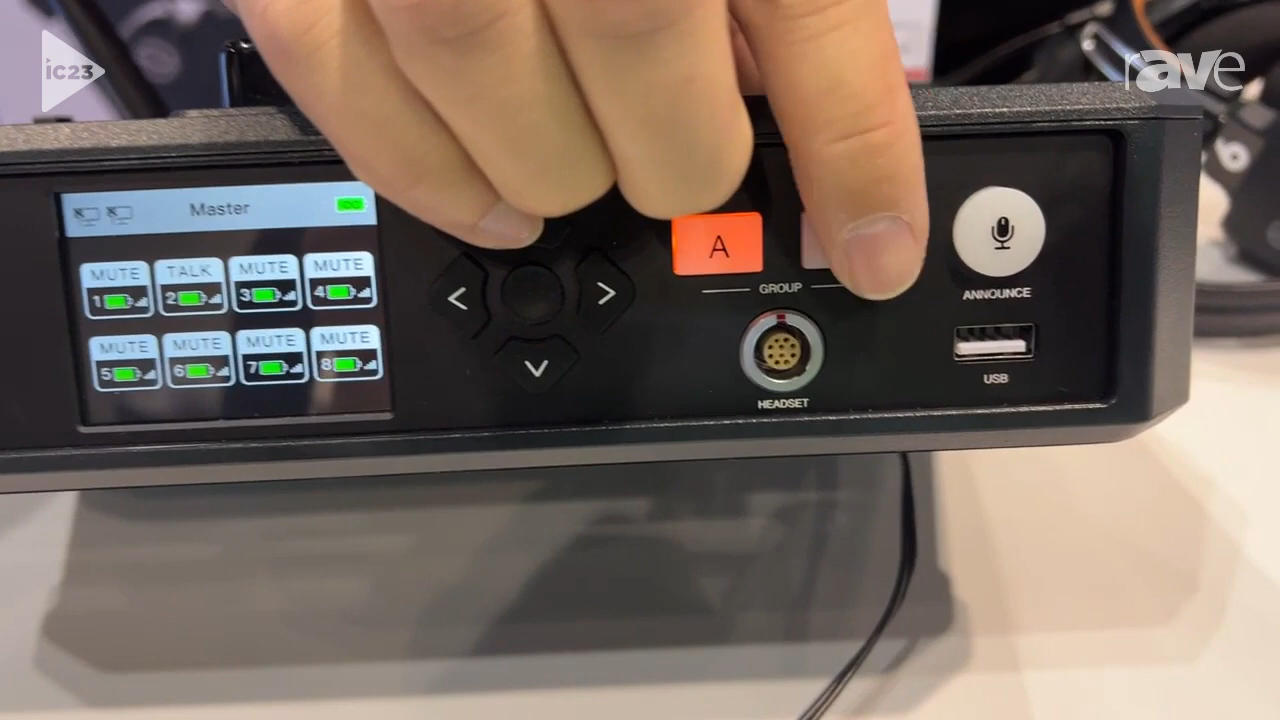 ic23
rave
Master
MUTE TALK MUTE MUTE
1 2 3 4
MUTE MUTE MUTE MUTE
5 6 7 8
< >
A
GROUP
HEADSET
ANNOUNCE
USB